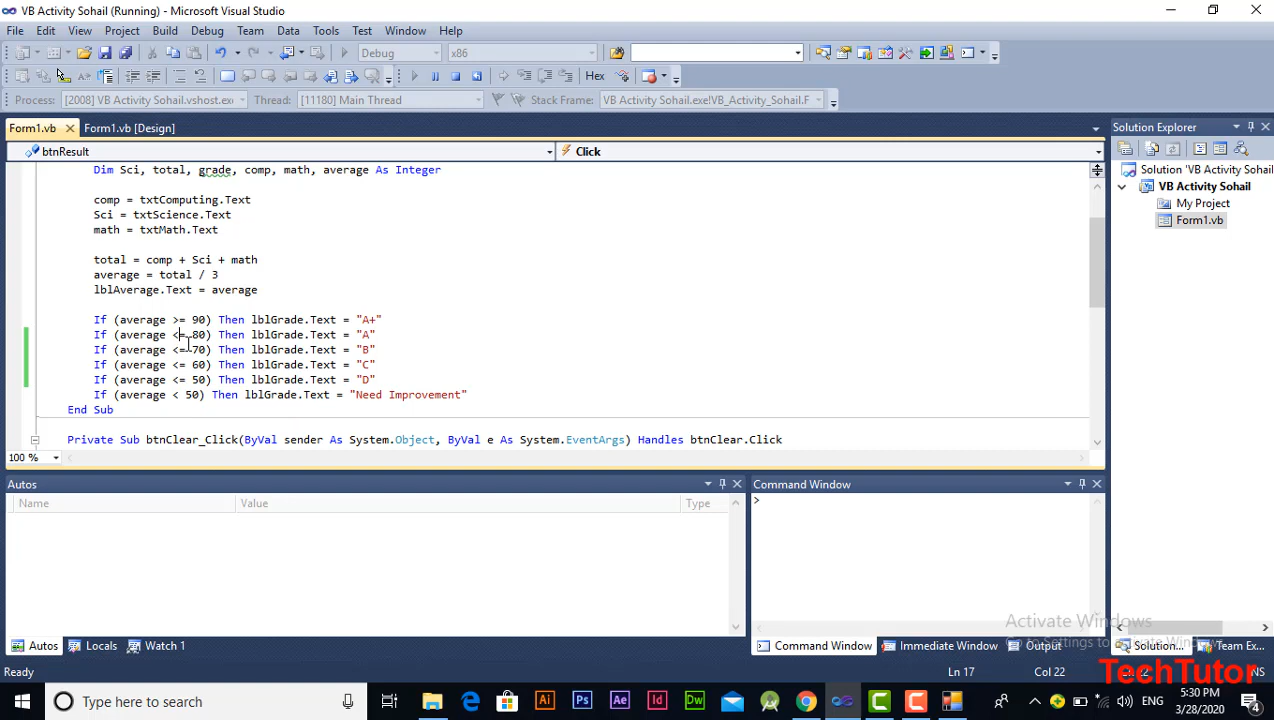 VB Activity Sohail (Running) - Microsoft Visual Studio
File Edit View Project Build Debug Team Data Tools Test Window Help
Debug x86
Hex
Process: [2008] VB Activity Sohail.vshost.exe Thread: [11180] Main Thread Stack Frame: VB Activity Sohail.exe!VB_Activity_Sohail.F
Form1.vb Form1.vb [Design]
Solution Explorer
btnResult Click
Dim Sci, total, grade, comp, math, average As Integer
comp = txtComputing.Text
Sci = txtScience.Text
math = txtMath.Text
total = comp + Sci + math
average = total / 3
lblAverage.Text = average
If (average >= 90) Then lblGrade.Text = "A+"
If (average <= 80) Then lblGrade.Text = "A"
If (average <= 70) Then lblGrade.Text = "B"
If (average <= 60) Then lblGrade.Text = "C"
If (average <= 50) Then lblGrade.Text = "D"
If (average < 50) Then lblGrade.Text = "Need Improvement"
End Sub
Private Sub btnClear_Click(ByVal sender As System.Object, ByVal e As System.EventArgs) Handles btnClear.Click
100 %
Solution 'VB Activity Sohail'
VB Activity Sohail
My Project
Form1.vb
Autos
Name Value Type
Command Window
>
Activate Windows
Go to Settings to activate Windows.
Autos Locals Watch 1
Command Window Immediate Window Output
Solution... Team Ex...
Ready Ln 17 Col 22
TechTutor
Type here to search
Ai Ps Ae Id Dw
ENG
5:30 PM
3/28/2020
4